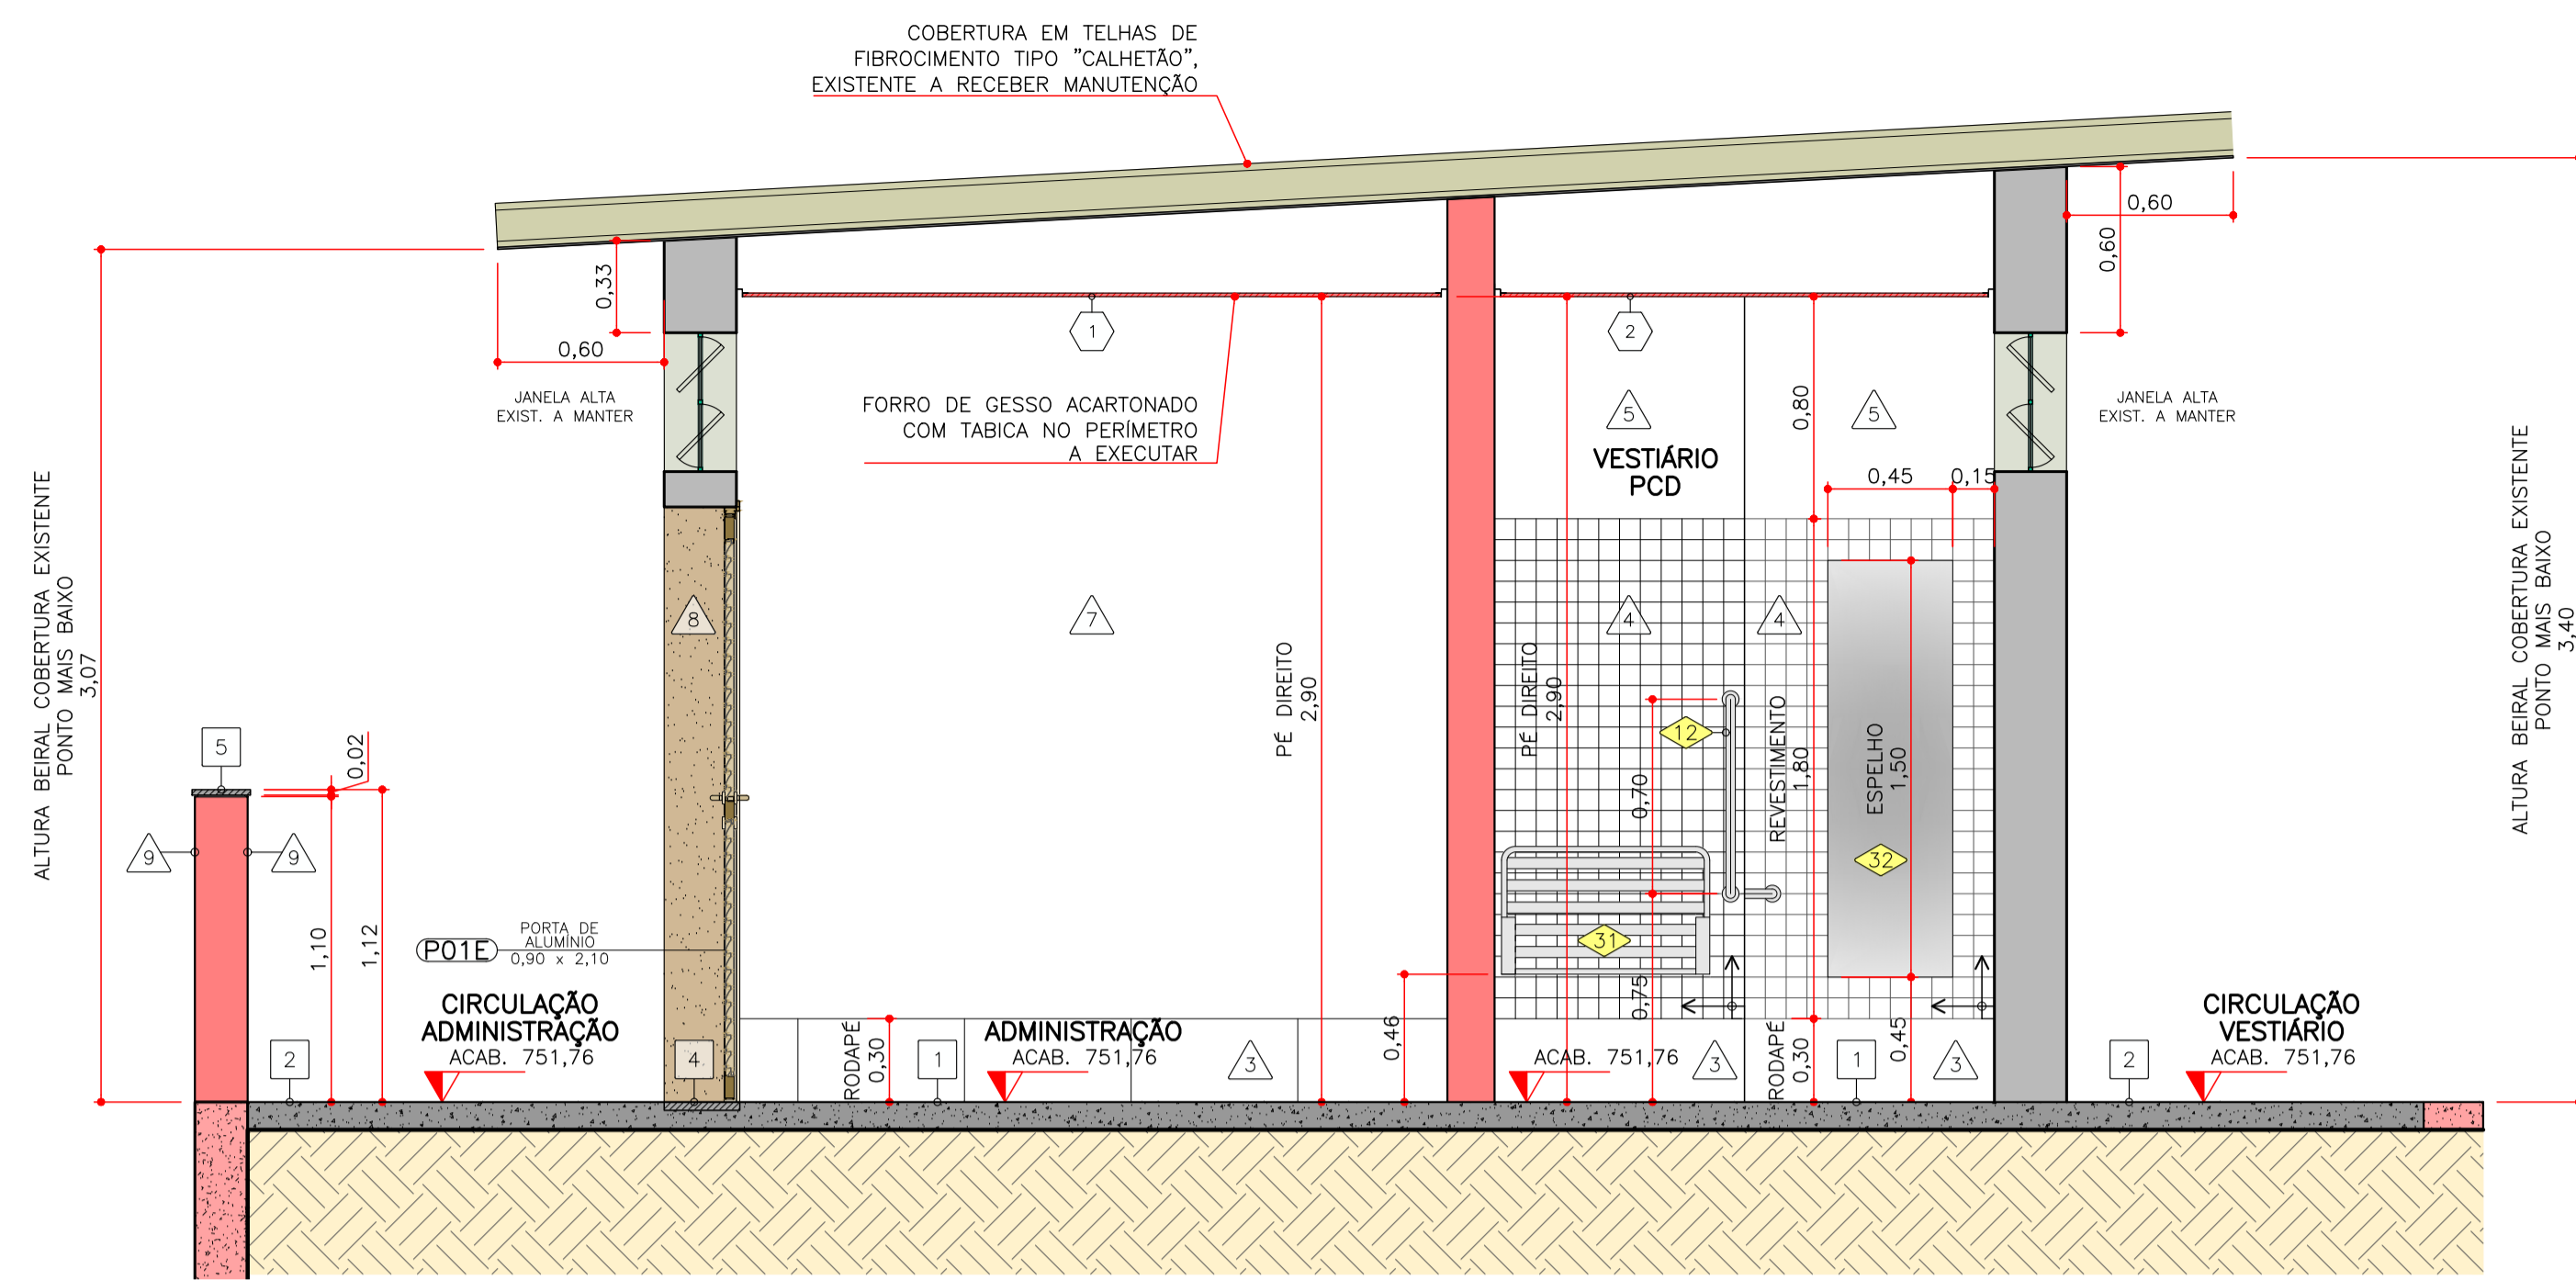 COBERTURA EM TELHAS DE
FIBROCIMENTO TIPO "CALHETÃO",
EXISTENTE A RECEBER MANUTENÇÃO
0,60
0,60
0,33
0,60
JANELA ALTA
EXIST. A MANTER
1
2
FORRO DE GESSO ACARTONADO
COM TABICA NO PERÍMETRO
A EXECUTAR
5
5
0,80
JANELA ALTA
EXIST. A MANTER
VESTIÁRIO
PCD
0,45
0,15
ALTURA BEIRAL COBERTURA EXISTENTE
PONTO MAIS BAIXO
3,07
ALTURA BEIRAL COBERTURA EXISTENTE
PONTO MAIS BAIXO
3,40
8
7
4
4
PÉ DIREITO
2,90
PÉ DIREITO
2,90
12
0,70
REVESTIMENTO
1,80
ESPELHO
1,50
5
0,02
9
9
32
31
1,10
1,12
P01E
PORTA DE
ALUMÍNIO
0,90 x 2,10
0,75
0,46
CIRCULAÇÃO
ADMINISTRAÇÃO
ACAB. 751,76
2
4
RODAPÉ
0,30
1
ADMINISTRAÇÃO
ACAB. 751,76
3
ACAB. 751,76
3
RODAPÉ
0,30
1
0,45
3
2
CIRCULAÇÃO
VESTIÁRIO
ACAB. 751,76